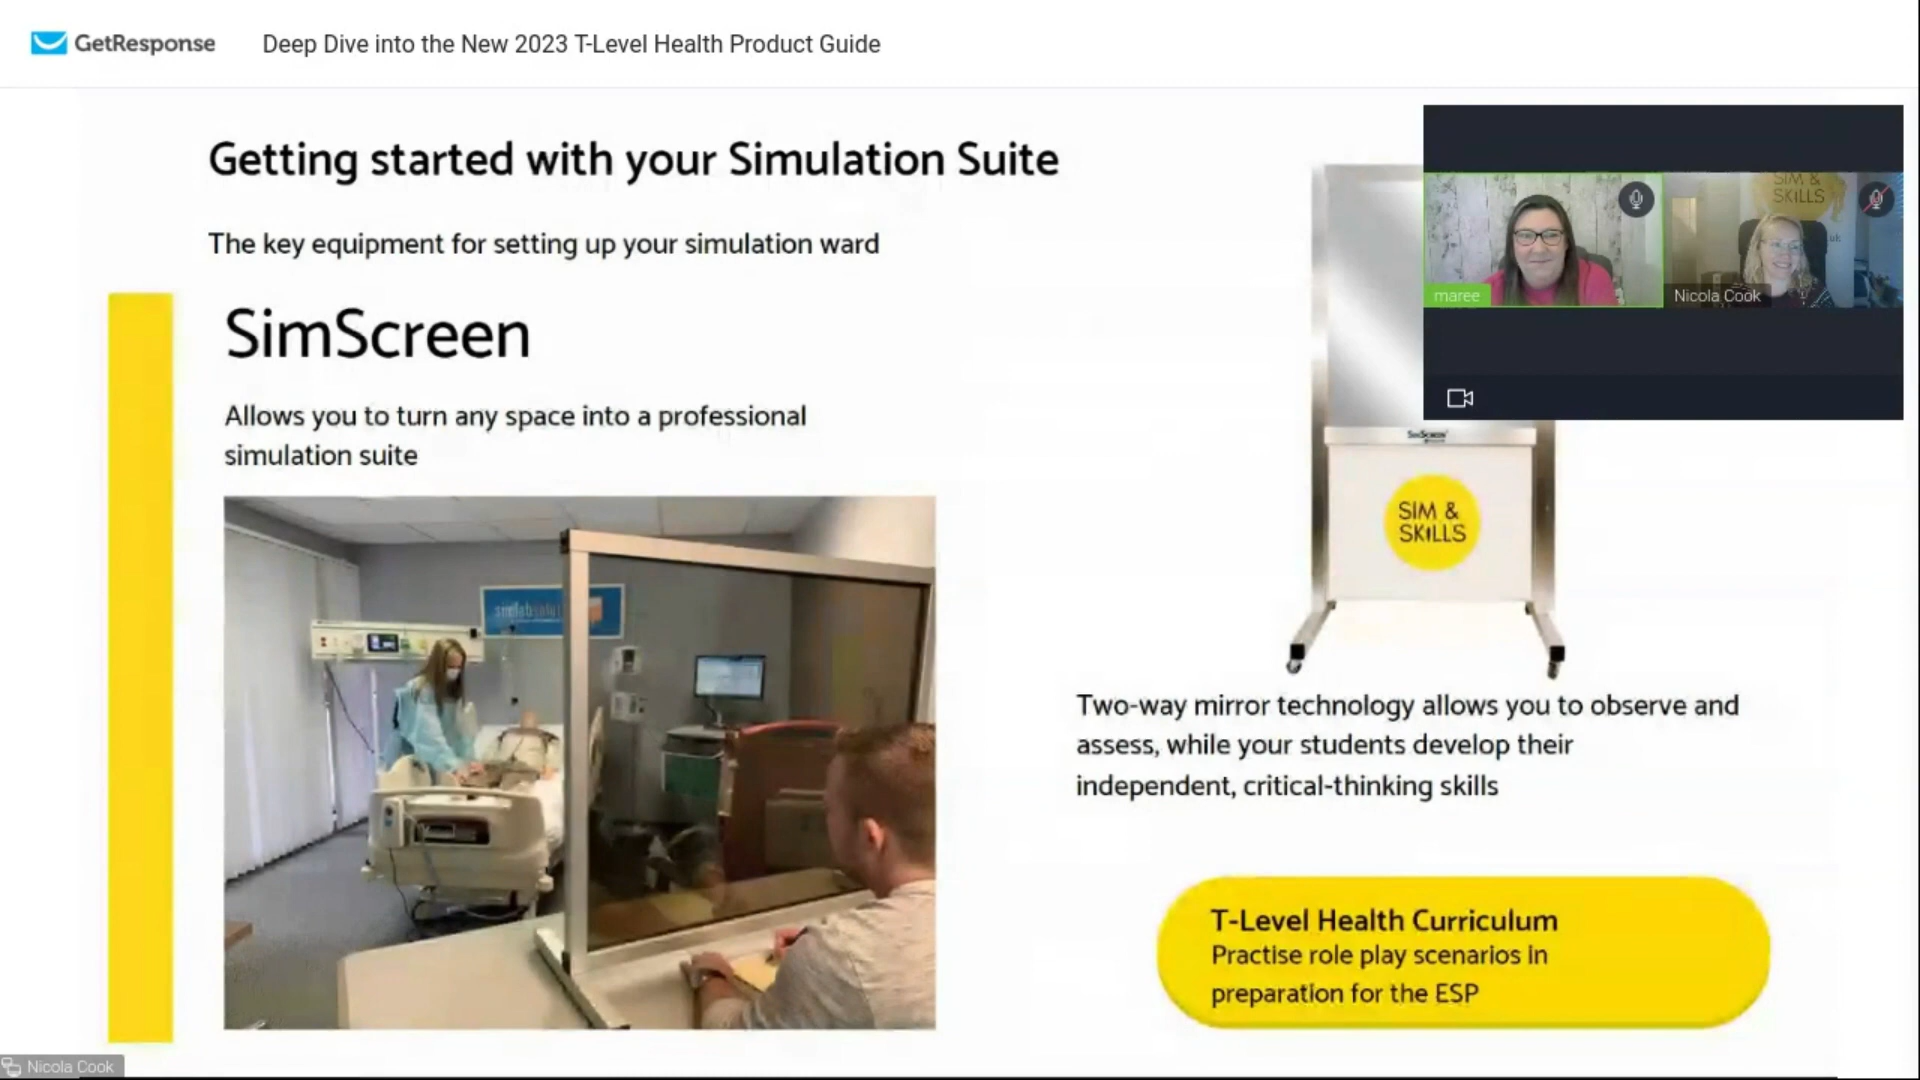 GetResponse
Deep Dive into the New 2023 T-Level Health Product Guide
Getting started with your Simulation Suite
The key equipment for setting up your simulation ward
SimScreen
Allows you to turn any space into a professional
simulation suite
SIM &
SKILLS
maree
Nicola Cook
SimScreen
SIM &
SKILLS
Two-way mirror technology allows you to observe and
assess, while your students develop their
independent, critical-thinking skills
T-Level Health Curriculum
Practise role play scenarios in
preparation for the ESP
Nicola Cook